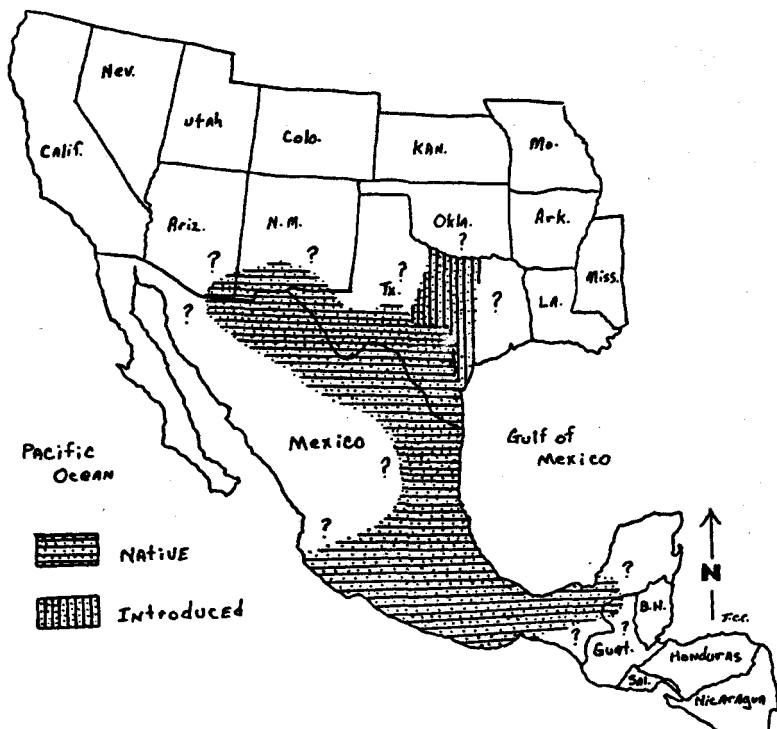 Nev.
Utah
Colo.
KAN.
Mo.
Calif.
Ariz.
N.M.
Okla.
Ark.
?
?
?
?
Tx.
?
Miss.
LA.
?
Mexico
Gulf of
Mexico
?
Pacific
Ocean
?
Native
Introduced
N
?
B.H.
?
?
Guat.
Honduras
Sal.
Nicaragua